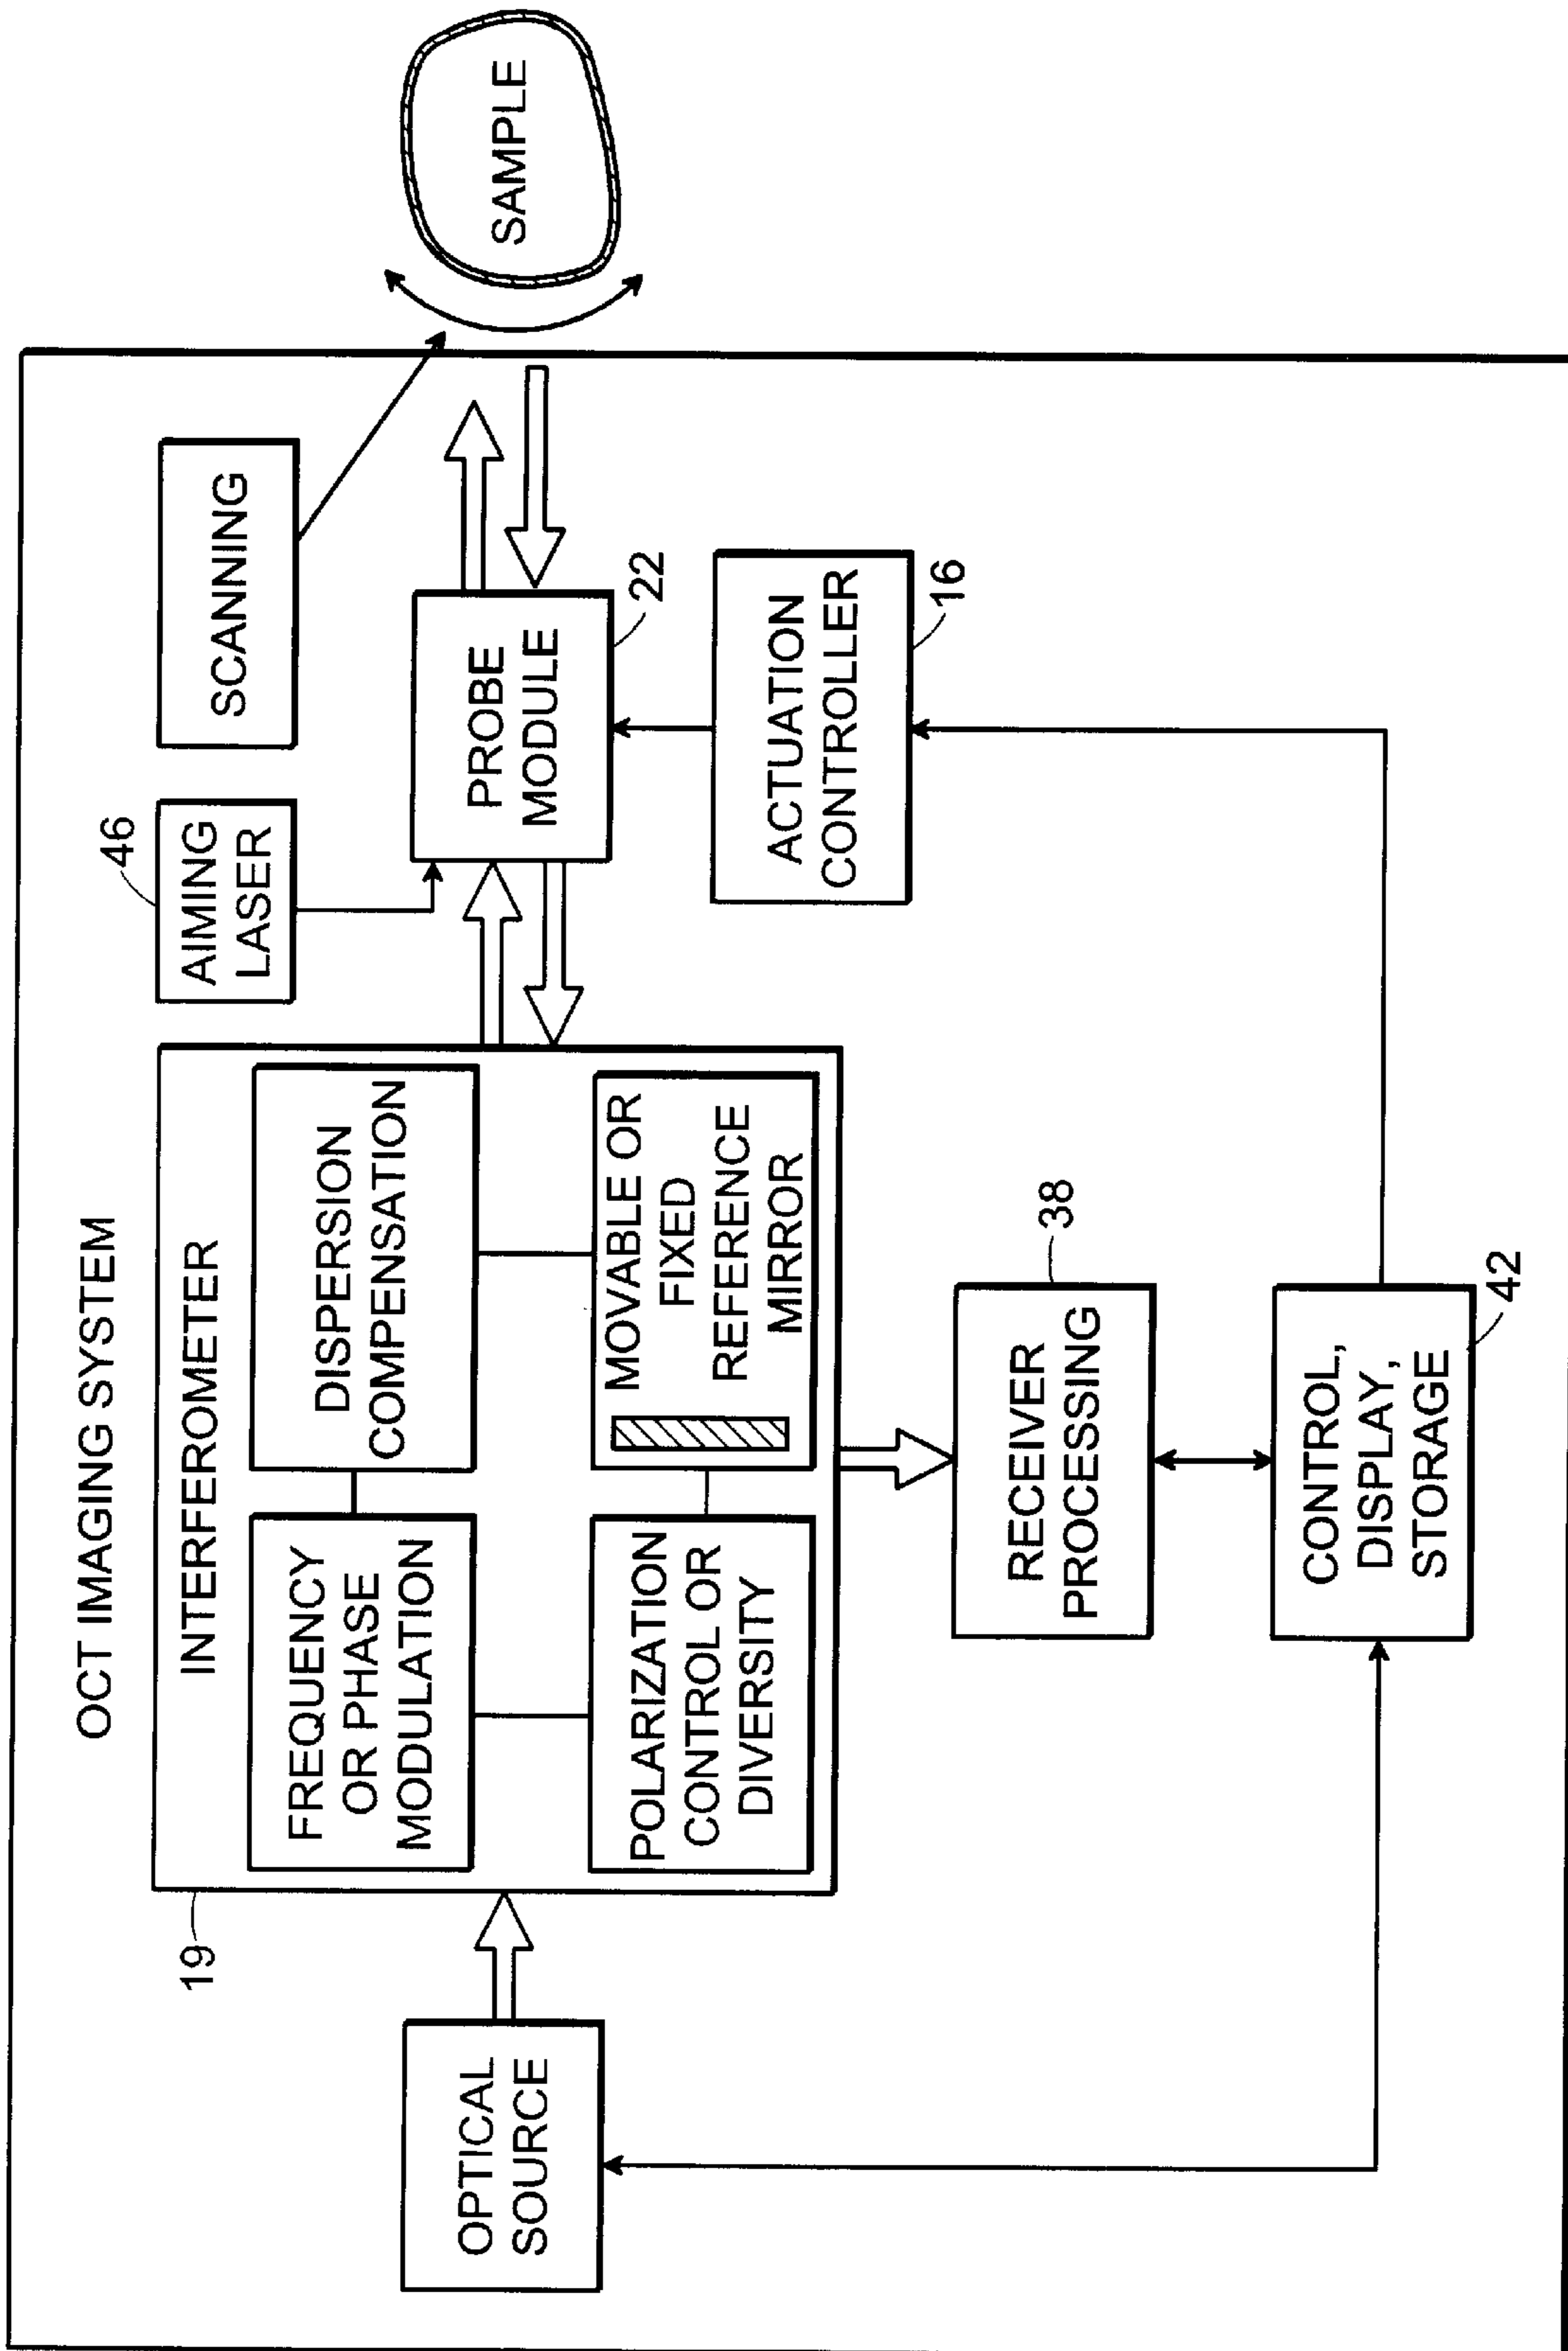 OCT IMAGING SYSTEM
19
INTERFEROMETER
FREQUENCY
OR PHASE
MODULATION
DISPERSION
COMPENSATION
POLARIZATION
CONTROL OR
DIVERSITY
MOVABLE OR
FIXED
REFERENCE
MIRROR
OPTICAL
SOURCE
46
AIMING
LASER
SCANNING
PROBE
MODULE
22
SAMPLE
ACTUATION
CONTROLLER
16
RECEIVER
PROCESSING
38
CONTROL,
DISPLAY,
STORAGE
42